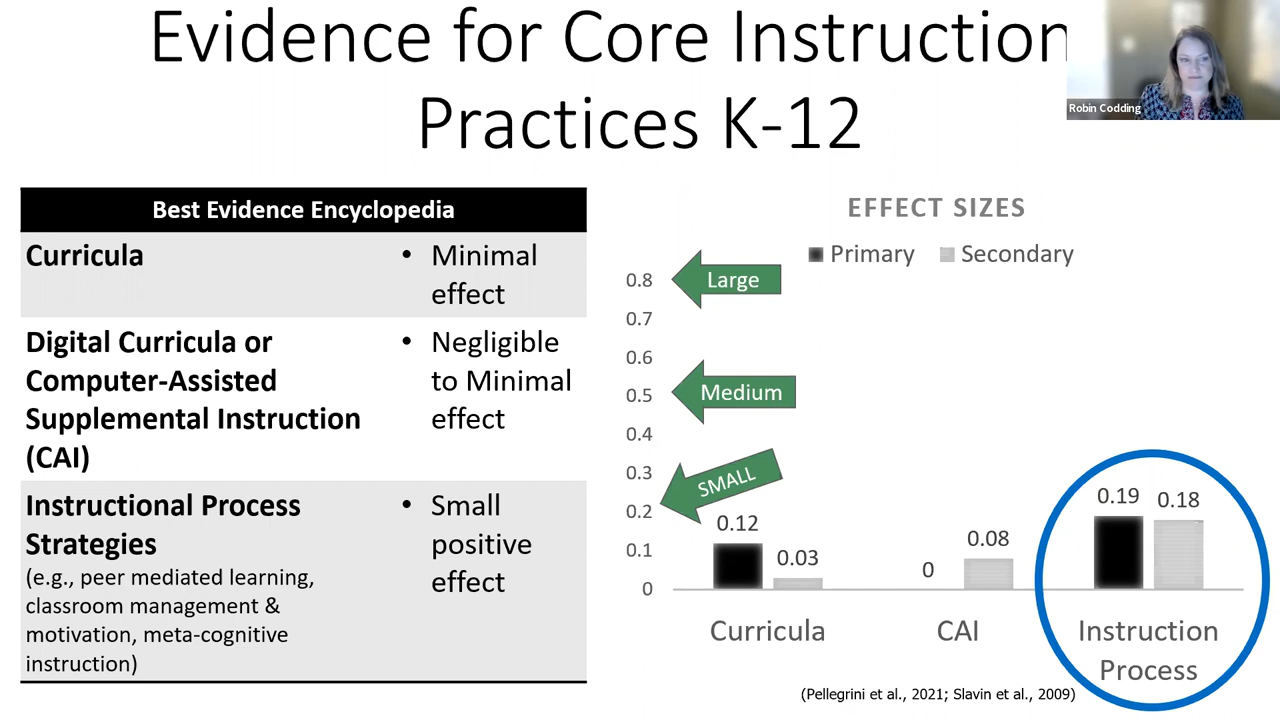 Evidence for Core Instruction
Practices K-12
Robin Codding
Best Evidence Encyclopedia
Curricula
• Minimal
effect
Digital Curricula or
Computer-Assisted
Supplemental Instruction
(CAI)
• Negligible
to Minimal
effect
Instructional Process
Strategies
(e.g., peer mediated learning,
classroom management &
motivation, meta-cognitive
instruction)
• Small
positive
effect
EFFECT SIZES
Primary Secondary
0.8
Large
0.7
0.6
0.5
Medium
0.4
0.3
SMALL
0.2
0.1
0
0.12
0.03
0
0.08
0.19
0.18
Curricula
CAI
Instruction
Process
(Pellegrini et al., 2021; Slavin et al., 2009)